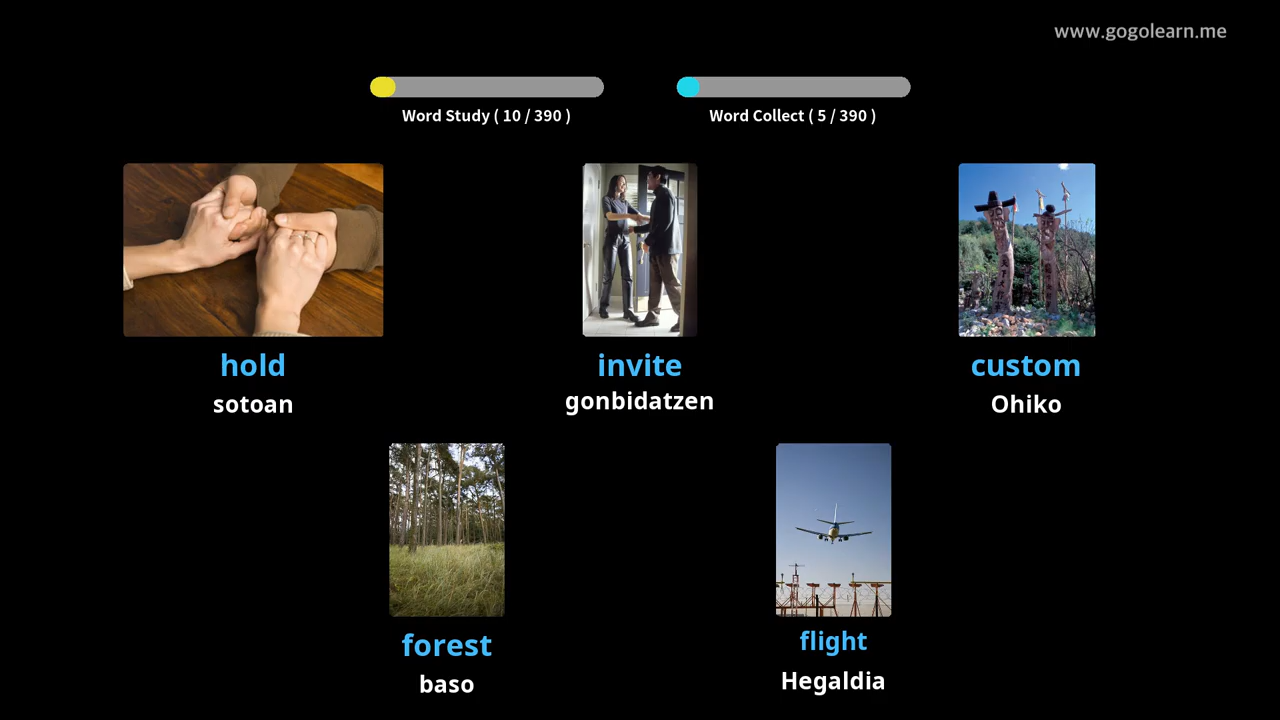 www.gogolearn.me
Word Study ( 10 / 390 )
Word Collect ( 5 / 390 )
hold
sotoan
invite
gonbidatzen
custom
Ohiko
forest
baso
flight
Hegaldia